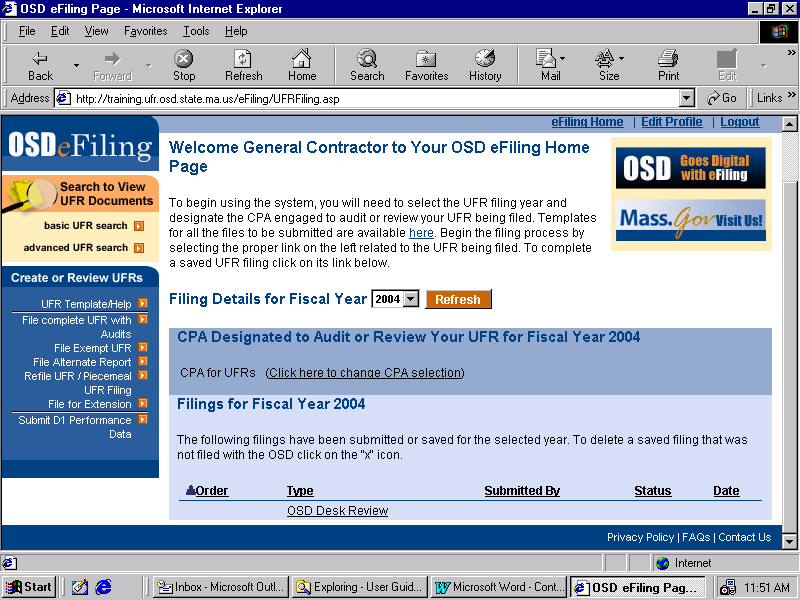 OSD eFiling Page - Microsoft Internet Explorer
File Edit View Favorites Tools Help
Back Forward Stop Refresh Home Search Favorites History Mail Size Print Edit »
Address http://training.ufr.osd.state.ma.us/eFiling/UFRFiling.asp Go Links »
eFiling Home | Edit Profile | Logout
OSDeFiling
Search to View
UFR Documents
basic UFR search
advanced UFR search
Create or Review UFRs
UFR Template/Help
File complete UFR with
Audits
File Exempt UFR
File Alternate Report
Refile UFR / Piecemeal
UFR Filing
File for Extension
Submit D1 Performance
Data
Welcome General Contractor to Your OSD eFiling Home
Page
OSD Goes Digital
with eFiling
Mass.Gov Visit Us!
To begin using the system, you will need to select the UFR filing year and
designate the CPA engaged to audit or review your UFR being filed. Templates
for all the files to be submitted are available here. Begin the filing process by
selecting the proper link on the left related to the UFR being filed. To complete
a saved UFR filing click on its link below.
Filing Details for Fiscal Year 2004 Refresh
CPA Designated to Audit or Review Your UFR for Fiscal Year 2004
CPA for UFRs (Click here to change CPA selection)
Filings for Fiscal Year 2004
The following filings have been submitted or saved for the selected year. To delete a saved filing that was
not filed with the OSD click on the "x" icon.
Order Type Submitted By Status Date
OSD Desk Review
Privacy Policy | FAQs | Contact Us
Internet
Start Inbox - Microsoft Outl... Exploring - User Guid... Microsoft Word - Cont... OSD eFiling Pag... 11:51 AM